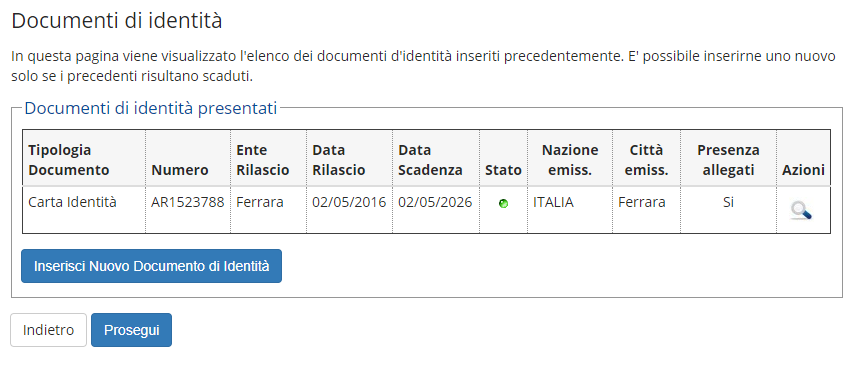 Documenti di identità
In questa pagina viene visualizzato l'elenco dei documenti d'identità inseriti precedentemente. E' possibile inserirne uno nuovo
solo se i precedenti risultano scaduti.
Documenti di identità presentati
Tipologia Documento Numero Ente Rilascio Data Rilascio Data Scadenza Stato Nazione emiss. Città emiss. Presenza allegati Azioni
Carta Identità AR1523788 Ferrara 02/05/2016 02/05/2026 ITALIA Ferrara Si
Inserisci Nuovo Documento di Identità
Indietro Prosegui